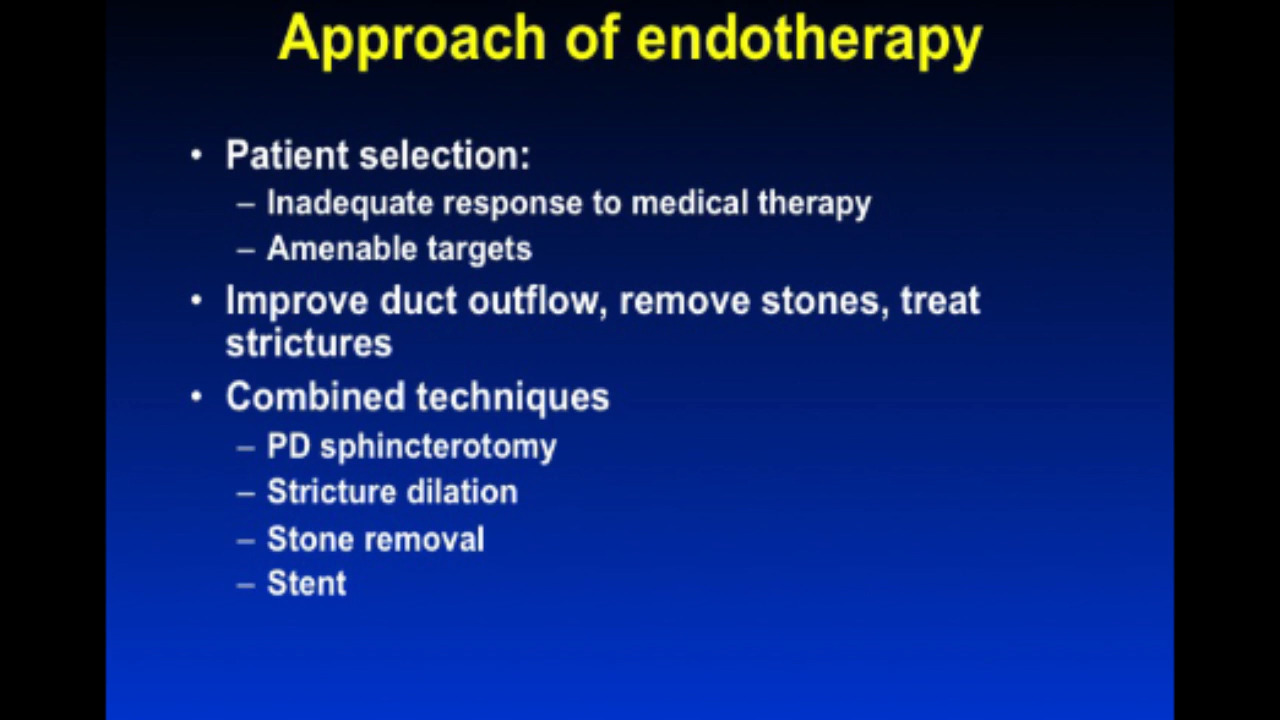 Approach of endotherapy
• Patient selection:
– Inadequate response to medical therapy
– Amenable targets
• Improve duct outflow, remove stones, treat
strictures
• Combined techniques
– PD sphincterotomy
– Stricture dilation
– Stone removal
– Stent